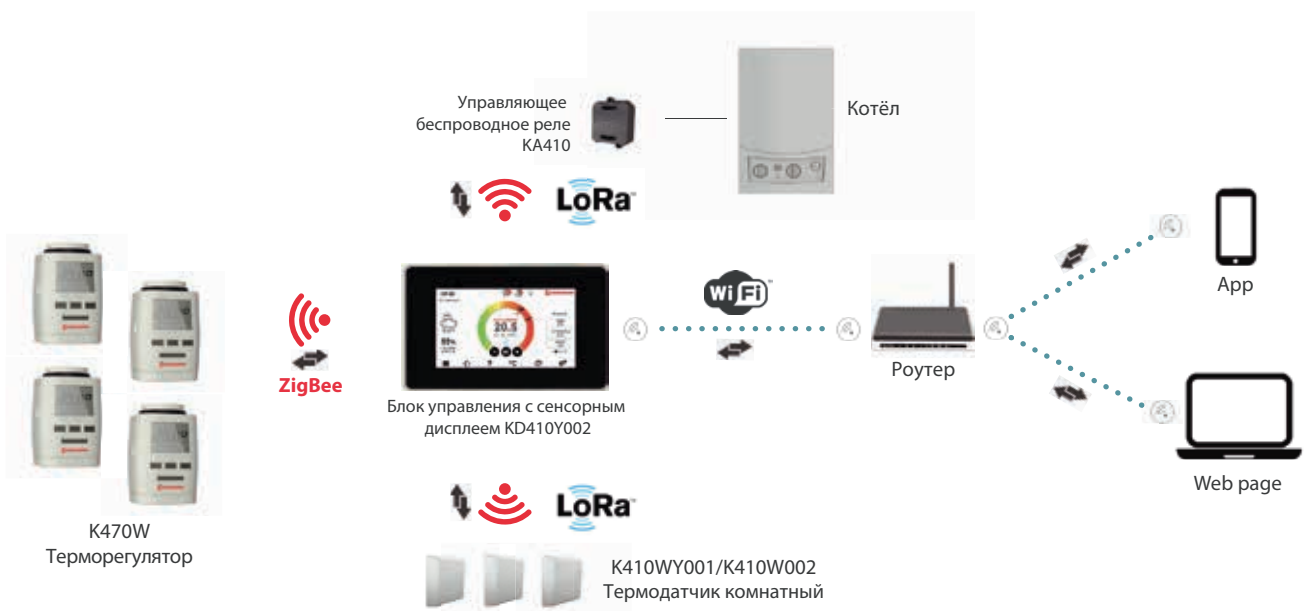 Управляющее
беспроводное реле
KA410
Котёл
LoRa
ZigBee
20.5
Блок управления с сенсорным
дисплеем KD410Y002
WiFi
Роутер
App
Web page
K470W
Терморегулятор
LoRa
K410WY001/K410W002
Термодатчик комнатный